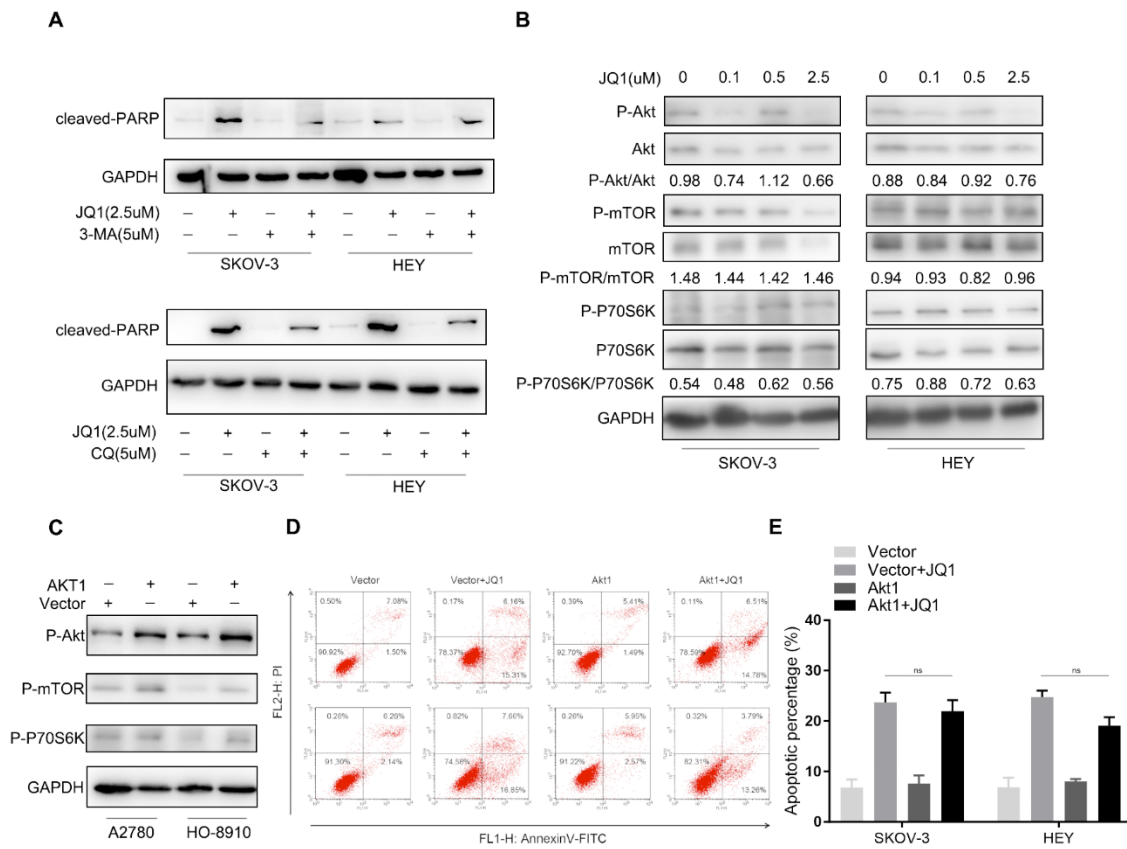 A
cleaved-PARP
GAPDH
JQ1(2.5uM) – + – + – + – +
3-MA(5uM) – – + + – – + +
SKOV-3 HEY
cleaved-PARP
GAPDH
JQ1(2.5uM) – + – + – + – +
CQ(5uM) – – + + – – + +
SKOV-3 HEY
B
JQ1(uM) 0 0.1 0.5 2.5 0 0.1 0.5 2.5
P-Akt
Akt
P-Akt/Akt 0.98 0.74 1.12 0.66 0.88 0.84 0.92 0.76
P-mTOR
mTOR
P-mTOR/mTOR 1.48 1.44 1.42 1.46 0.94 0.93 0.82 0.96
P-P70S6K
P70S6K
P-P70S6K/P70S6K 0.54 0.48 0.62 0.56 0.75 0.88 0.72 0.63
GAPDH
SKOV-3 HEY
C
AKT1 – + – +
Vector + – + –
P-Akt
P-mTOR
P-P70S6K
GAPDH
A2780 HO-8910
D
Vector Vector+JQ1 Akt1 Akt1+JQ1
0.50% 7.08% 0.17% 6.16% 0.39% 5.41% 0.11% 6.51%
90.92% 1.50% 78.37% 15.31% 92.70% 1.49% 78.59% 14.78%
0.26% 0.82% 7.66% 0.26% 5.95% 0.32% 3.79%
91.30% 2.14% 74.56% 16.85% 91.22% 2.57% 82.31% 13.26%
FL2-H: PI
FL1-H: AnnexinV-FITC
E
Vector
Vector+JQ1
Akt1
Akt1+JQ1
Apoptotic percentage (%)
40
30
20
10
0
ns ns
SKOV-3 HEY